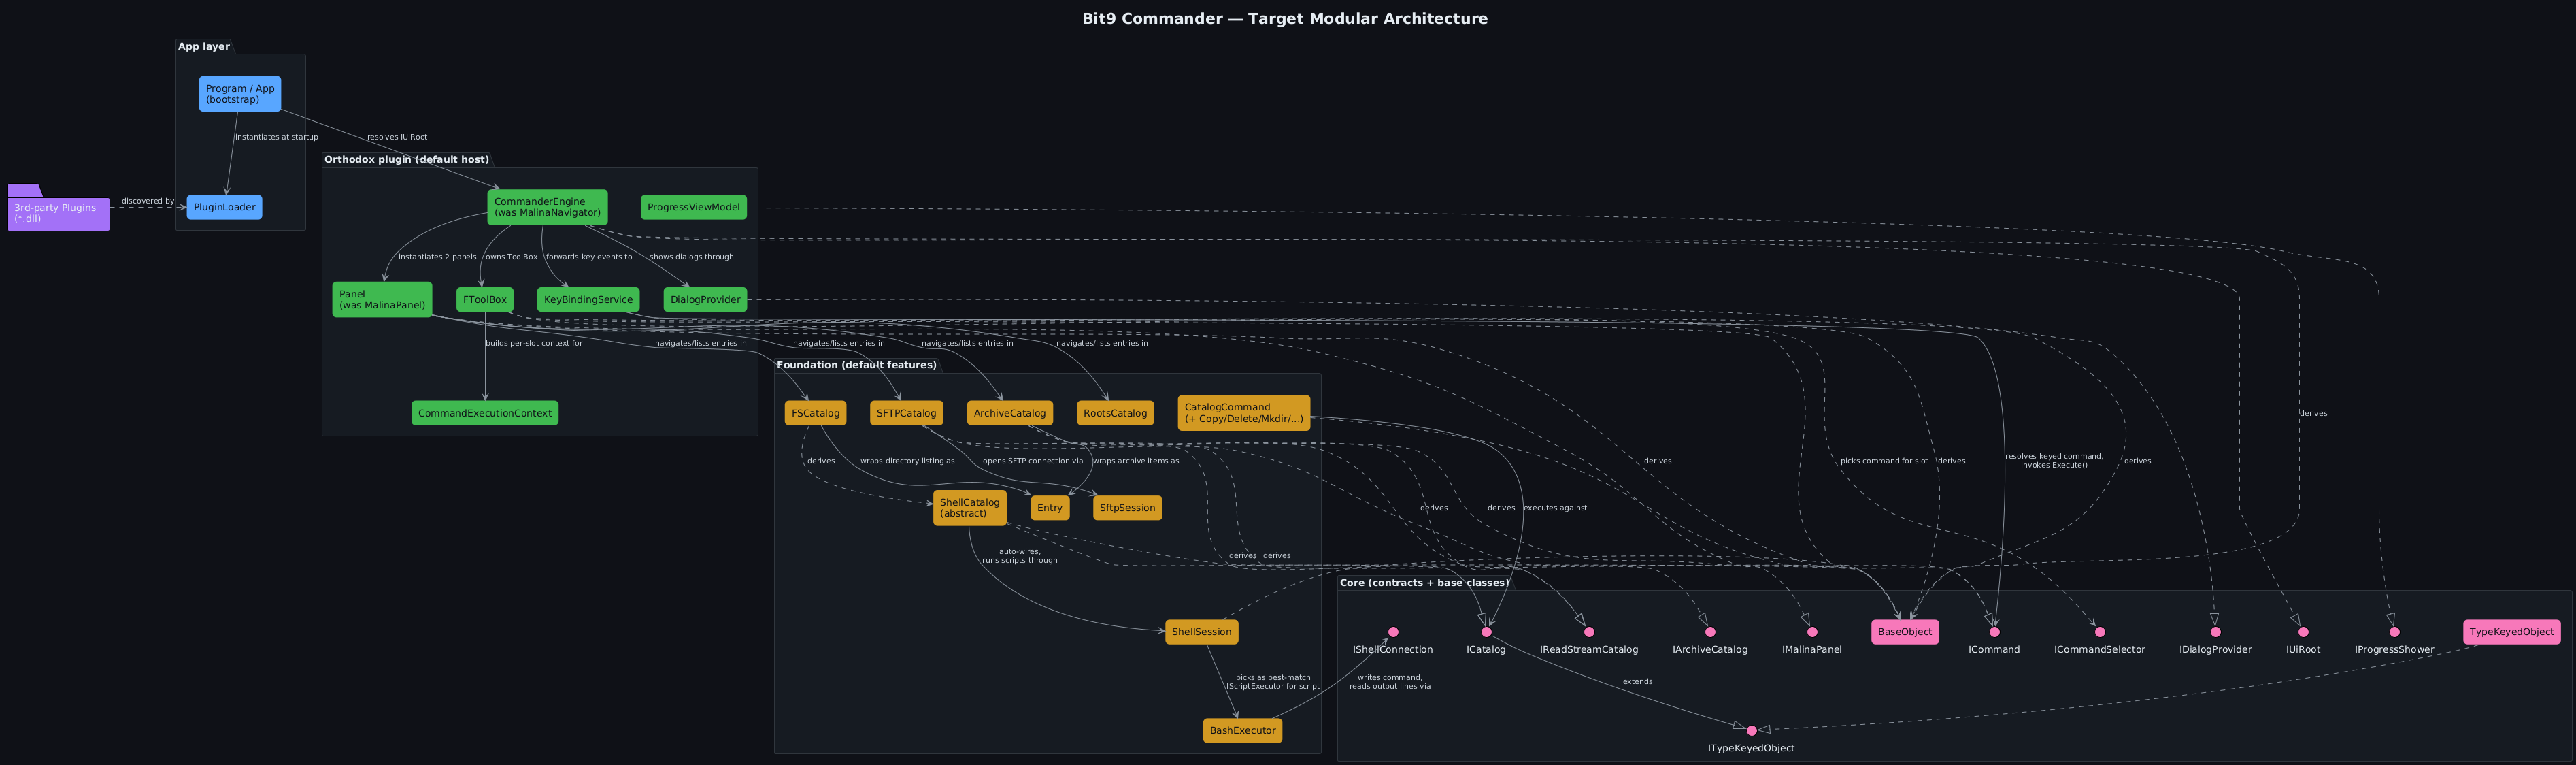 Bit9 Commander — Target Modular Architecture
App layer
Program / App
(bootstrap)
instantiates at startup
resolves IUiRoot
Orthodox plugin (default host)
3rd-party Plugins
(*.dll)
discovered by
PluginLoader
CommanderEngine
(was MalinaNavigator)
ProgressViewModel
instantiates 2 panels
owns ToolBox
forwards key events to
shows dialogs through
Panel
(was MalinaPanel)
FToolBox
KeyBindingService
DialogProvider
builds per-slot context for
navigates/lists entries in
navigates/lists entries in
navigates/lists entries in
navigates/lists entries in
Foundation (default features)
CommandExecutionContext
FSCatalog
SFTPCatalog
ArchiveCatalog
RootsCatalog
CatalogCommand
(+ Copy/Delete/Mkdir/...)
derives
derives
wraps directory listing as
opens SFTP connection via
wraps archive items as
derives
picks command for slot
derives
resolves keyed command,
invokes Execute()
derives
ShellCatalog
(abstract)
Entry
SftpSession
derives
derives
executes against
auto-wires,
runs scripts through
derives
derives
Core (contracts + base classes)
ShellSession
IShellConnection
ICatalog
IReadStreamCatalog
IArchiveCatalog
IMalinaPanel
BaseObject
ICommand
ICommandSelector
IDialogProvider
IUiRoot
IProgressShower
TypeKeyedObject
picks as best-match
IScriptExecutor for script
writes command,
reads output lines via
extends
BashExecutor
ITypeKeyedObject